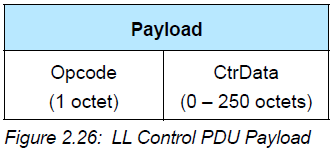 Payload
Opcode CtrData
(1 octet) (0 – 250 octets)
Figure 2.26: LL Control PDU Payload